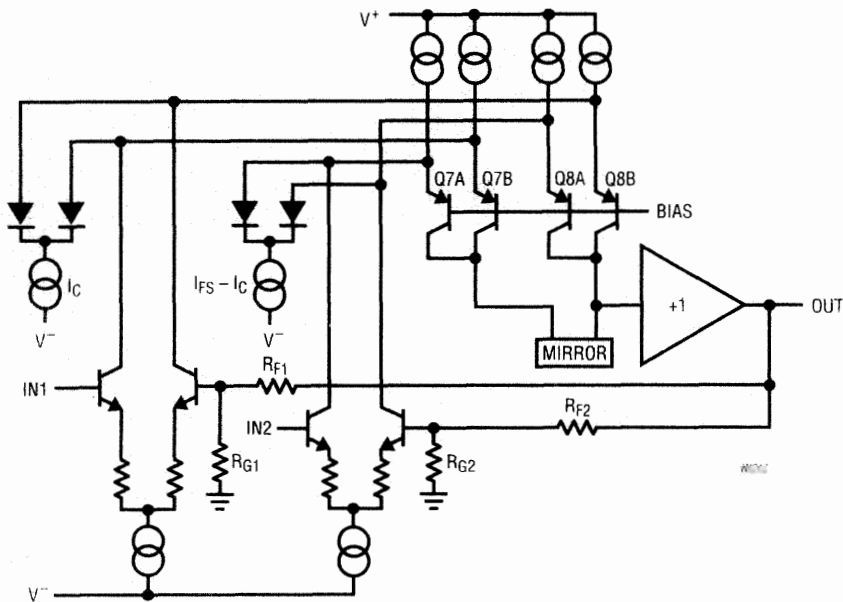 V+
Q7A Q7B Q8A Q8B
BIAS
IC
IFS – IC
V–
V–
+1
OUT
MIRROR
RF1
IN1
RF2
IN2
RG1
RG2
V–